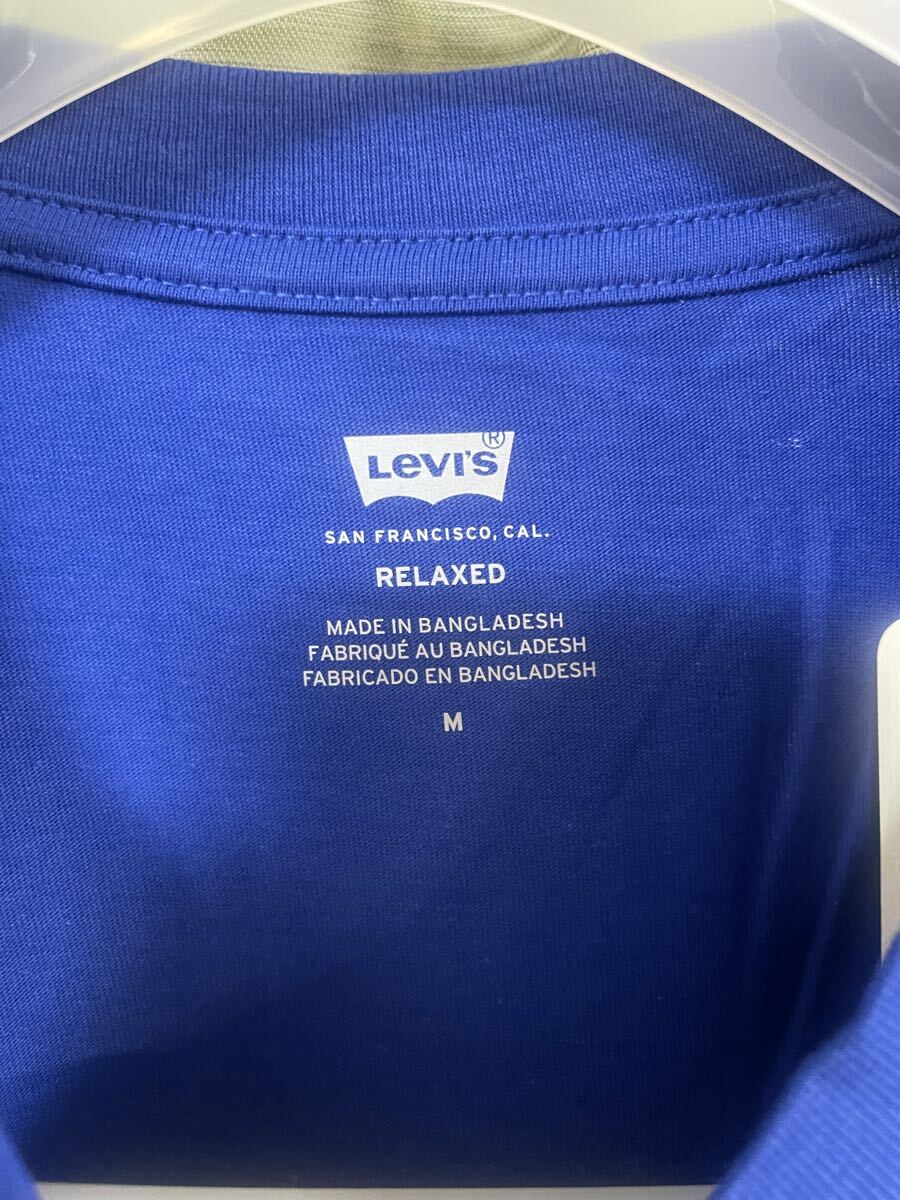 Levi's®
SAN FRANCISCO, CAL.
RELAXED
MADE IN BANGLADESH
FABRIQUÉ AU BANGLADESH
FABRICADO EN BANGLADESH
M